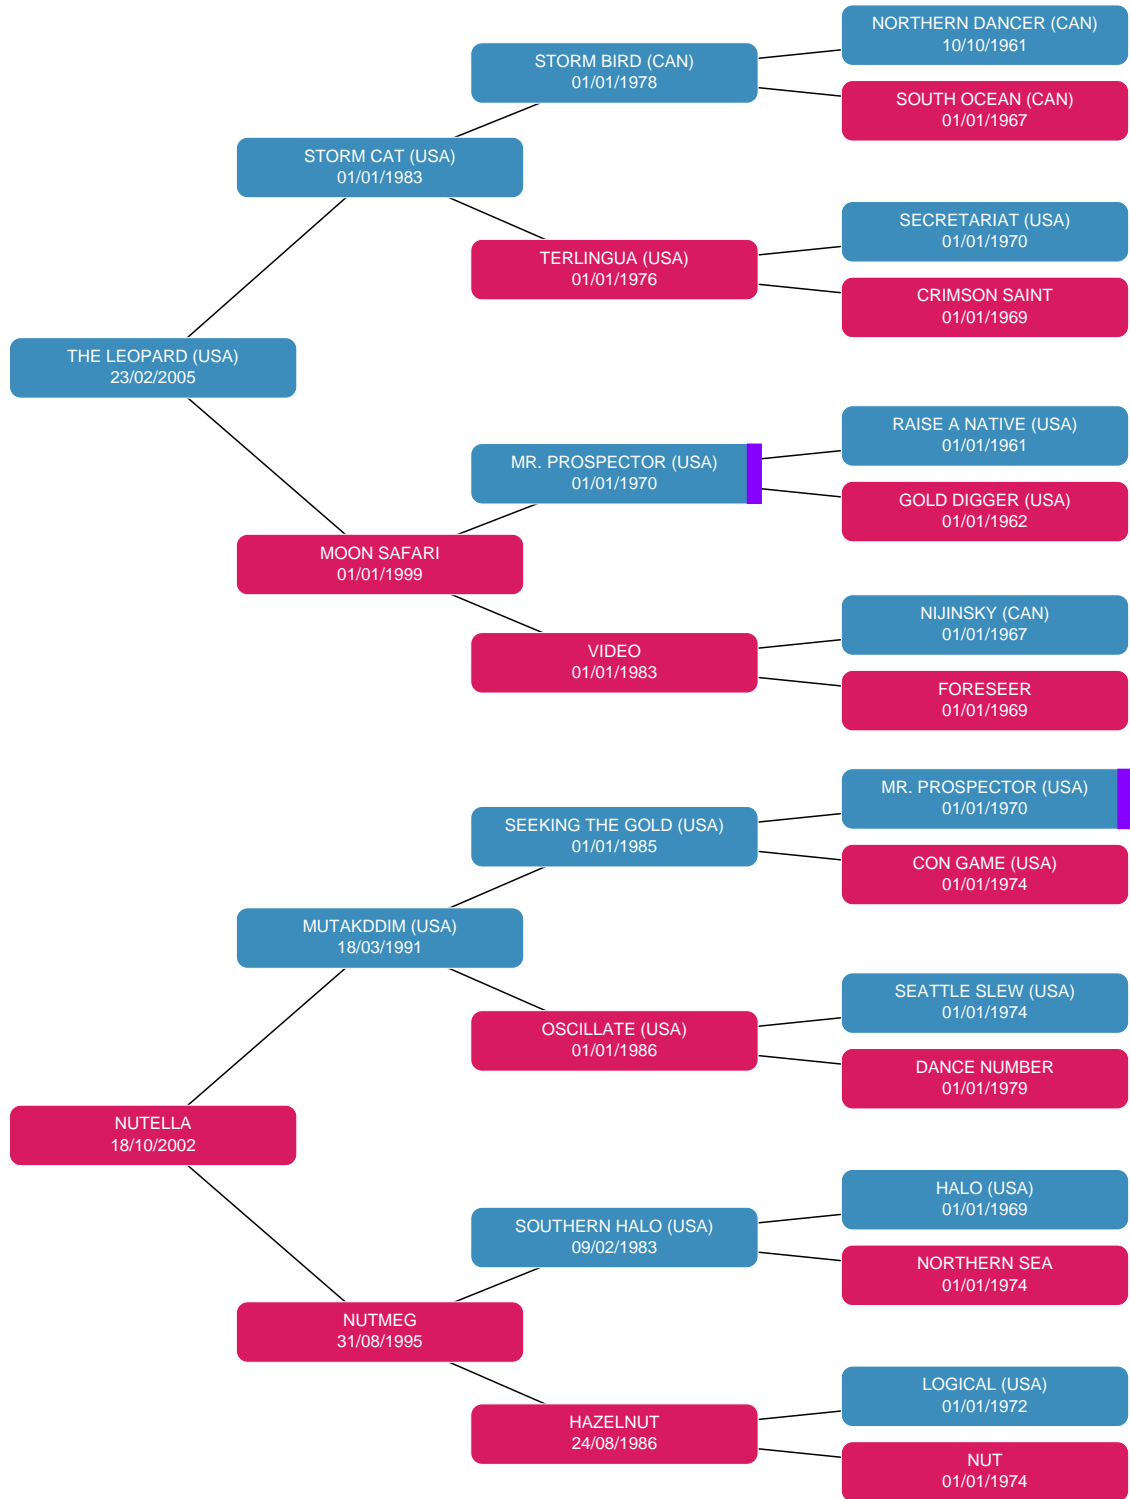 NORTHERN DANCER (CAN)
10/10/1961
STORM BIRD (CAN)
01/01/1978
SOUTH OCEAN (CAN)
01/01/1967
STORM CAT (USA)
01/01/1983
SECRETARIAT (USA)
01/01/1970
TERLINGUA (USA)
01/01/1976
CRIMSON SAINT
01/01/1969
THE LEOPARD (USA)
23/02/2005
RAISE A NATIVE (USA)
01/01/1961
MR. PROSPECTOR (USA)
01/01/1970
GOLD DIGGER (USA)
01/01/1962
MOON SAFARI
01/01/1999
NIJINSKY (CAN)
01/01/1967
VIDEO
01/01/1983
FORESEER
01/01/1969
MR. PROSPECTOR (USA)
01/01/1970
SEEKING THE GOLD (USA)
01/01/1985
CON GAME (USA)
01/01/1974
MUTAKDDIM (USA)
18/03/1991
SEATTLE SLEW (USA)
01/01/1974
OSCILLATE (USA)
01/01/1986
DANCE NUMBER
01/01/1979
NUTELLA
18/10/2002
HALO (USA)
01/01/1969
SOUTHERN HALO (USA)
09/02/1983
NORTHERN SEA
01/01/1974
NUTMEG
31/08/1995
LOGICAL (USA)
01/01/1972
HAZELNUT
24/08/1986
NUT
01/01/1974